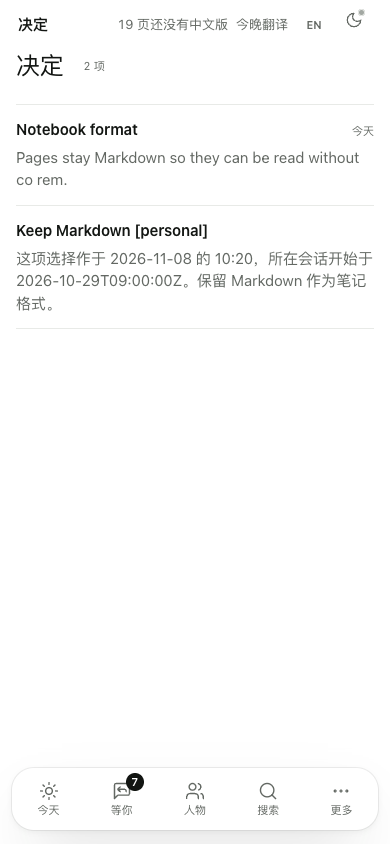 决定
19 页还没有中文版 今晚翻译 EN
决定 2 项
Notebook format 今天
Pages stay Markdown so they can be read without
co rem.
Keep Markdown [personal]
这项选择作于 2026-11-08 的 10:20，所在会话开始于
2026-10-29T09:00:00Z。保留 Markdown 作为笔记
格式。
7
今天 等你 人物 搜索 更多